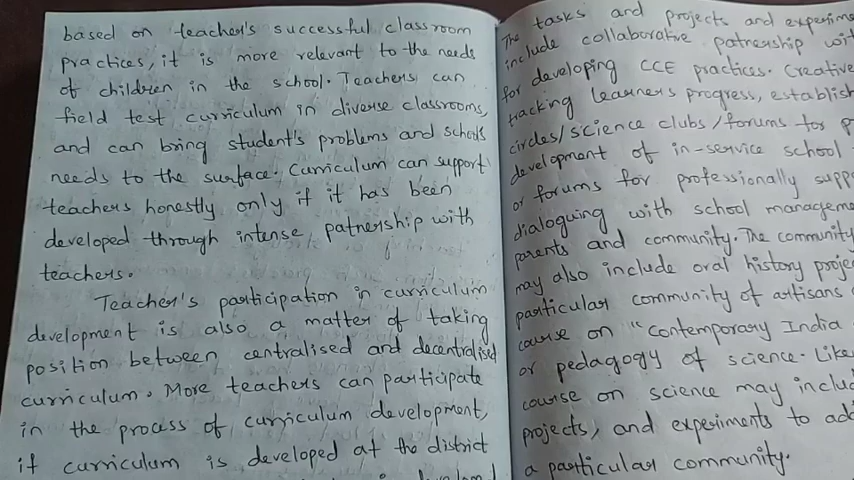 based on teacher's successful classroom
practices, it is more relevant to the needs
of children in the school. Teachers can
field test curriculum in diverse classrooms,
and can bring student's problems and schools
needs to the surface. Curriculum can support
teachers honestly only if it has been
developed through intense, patnership with
teachers.
Teacher's participation in curriculum
development is also a matter of taking
position between centralised and decentralised
curriculum. More teachers can participate
in the process of curriculum development,
if curriculum is developed at the district
The tasks and projects and experime
include collaborative patnership wit
for developing CCE practices. Creative
tracking learners progress, establish
circles/science clubs/forums for p
development of in-service school
or forums for professionally supp
dialoguing with school manageme
parents and community. The community
may also include oral history proje
particular community of artisans
course on "Contemporary India
or pedagogy of science. Like
course on science may includ
projects, and experiments to add
a particular community.